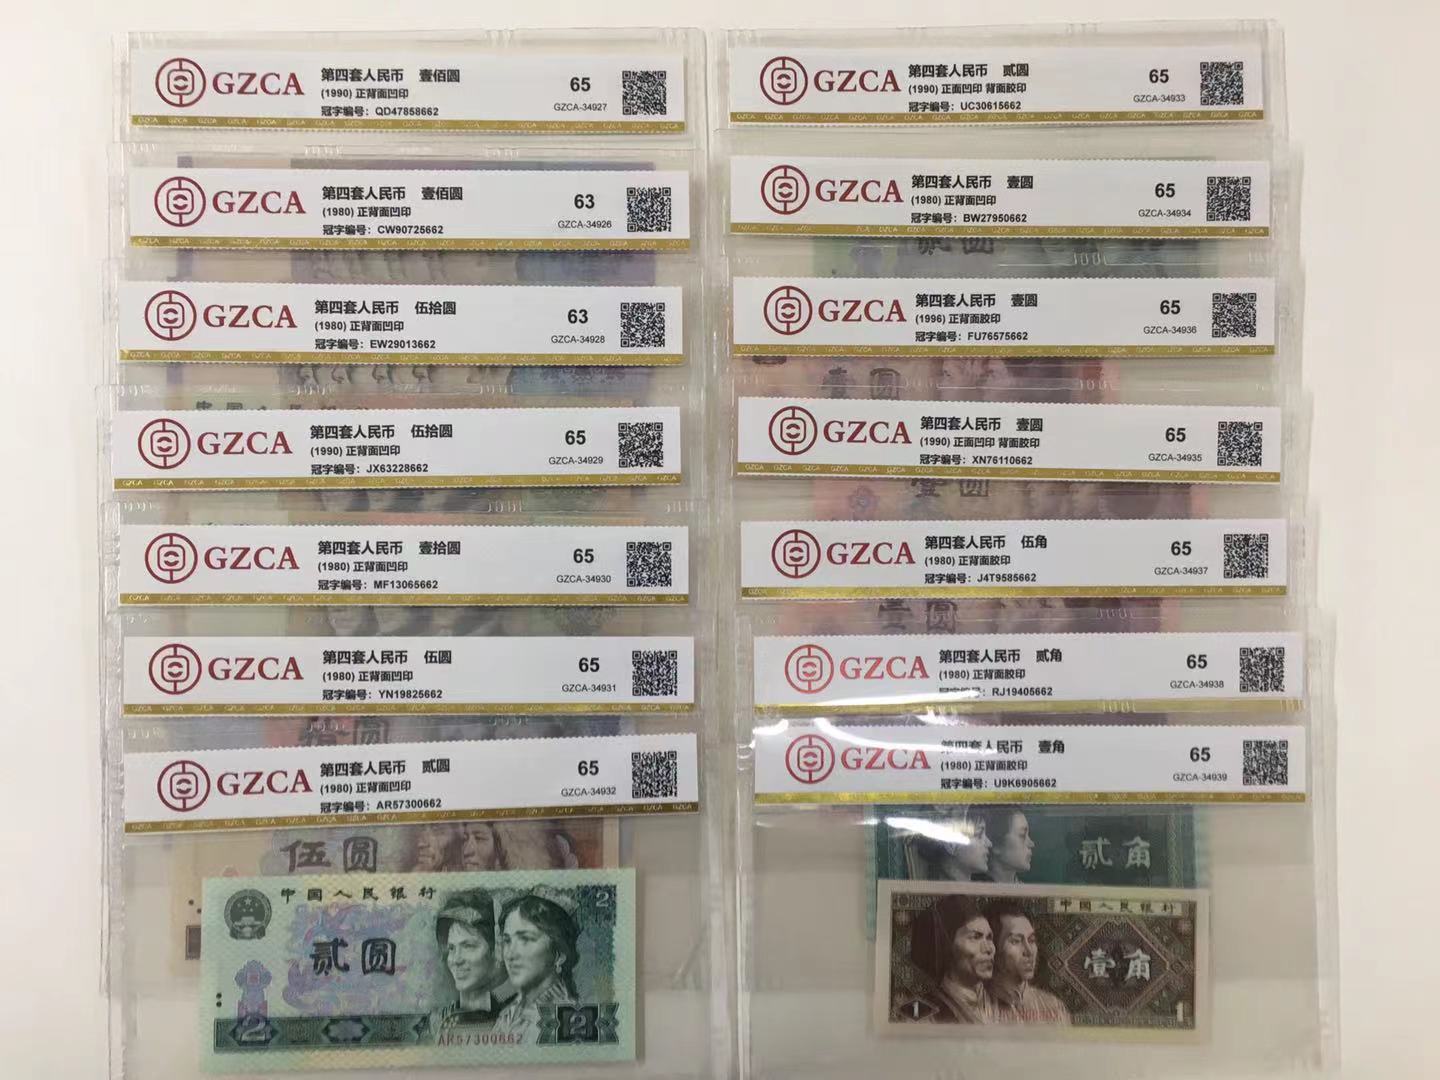 GZCA
第四套人民币 壹佰圆
(1990) 正背面凹印
冠字编号: QD47858662
65
GZCA-34927
GZCA
第四套人民币 壹佰圆
(1980) 正背面凹印
冠字编号: CW90725662
63
GZCA-34926
GZCA
第四套人民币 伍拾圆
(1980) 正背面凹印
冠字编号: EW29013662
63
GZCA-34928
GZCA
第四套人民币 伍拾圆
(1990) 正背面凹印
冠字编号: JX63228662
65
GZCA-34929
GZCA
第四套人民币 壹拾圆
(1980) 正背面凹印
冠字编号: MF13065662
65
GZCA-34930
GZCA
第四套人民币 伍圆
(1980) 正背面凹印
冠字编号: YN19825662
65
GZCA-34931
拾圆
GZCA
第四套人民币 贰圆
(1980) 正背面凹印
冠字编号: AR57300662
65
GZCA-34932
伍圆
中国人民银行
2
贰圆
2
AR57300662
2
GZCA
第四套人民币 贰圆
(1990) 正面凹印 背面胶印
冠字编号: UC30615662
65
GZCA-34933
GZCA
第四套人民币 壹圆
(1980) 正背面凹印
冠字编号: BW27950662
65
GZCA-34934
贰圆
GZCA
第四套人民币 壹圆
(1996) 正背面胶印
冠字编号: FU76575662
65
GZCA-34936
壹圆
GZCA
第四套人民币 壹圆
(1990) 正面凹印 背面胶印
冠字编号: XN76110662
65
GZCA-34935
壹圆
GZCA
第四套人民币 伍角
(1980) 正背面胶印
冠字编号: J4T9585662
65
GZCA-34937
壹圆
GZCA
第四套人民币 贰角
(1980) 正背面胶印
冠字编号: RJ19405662
65
GZCA-34938
GZCA
第四套人民币 壹角
(1980) 正背面胶印
冠字编号: U9K6905662
65
GZCA-34939
贰角
中国人民银行
壹角
1
1